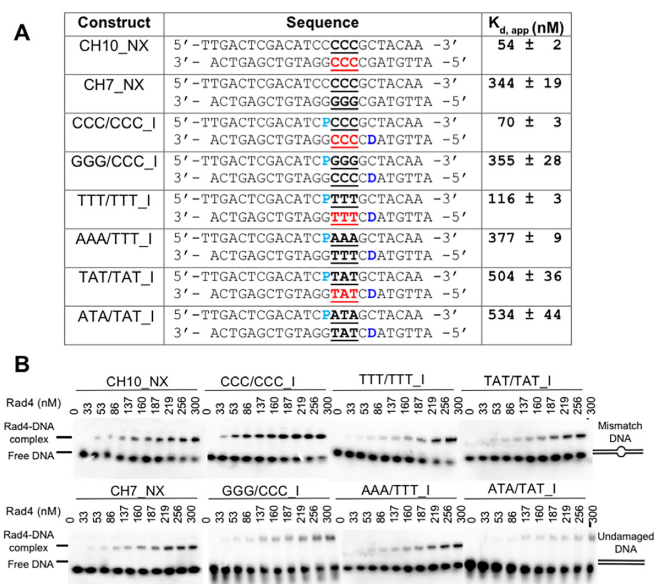 A
Construct Sequence K d, app (nM)
CH10_NX 5′-TTGACTCGACATCCCCCGCTACAA -3′ 54 ± 2
3′- ACTGAGCTGTAGGCCCCGATGTTA -5′
CH7_NX 5′-TTGACTCGACATCCCCCGCTACAA -3′ 344 ± 19
3′- ACTGAGCTGTAGGGGGCGATGTTA -5′
CCC/CCC_I 5′-TTGACTCGACATCPCCCGCTACAA -3′ 70 ± 3
3′- ACTGAGCTGTAGGCCCCDATGTTA -5′
GGG/CCC_I 5′-TTGACTCGACATCPGGGGCTACAA -3′ 355 ± 28
3′- ACTGAGCTGTAGGCCCCDATGTTA -5′
TTT/TTT_I 5′-TTGACTCGACATCPTTTGCTACAA -3′ 116 ± 3
3′- ACTGAGCTGTAGGTTTCDATGTTA -5′
AAA/TTT_I 5′-TTGACTCGACATCPAAAGCTACAA -3′ 377 ± 9
3′- ACTGAGCTGTAGGTTTCDATGTTA -5′
TAT/TAT_I 5′-TTGACTCGACATCPTATGCTACAA -3′ 504 ± 36
3′- ACTGAGCTGTAGGTATCDATGTTA -5′
ATA/TAT_I 5′-TTGACTCGACATCPATAGCTACAA -3′ 534 ± 44
3′- ACTGAGCTGTAGGTATCDATGTTA -5′
B
CH10_NX CCC/CCC_I TTT/TTT_I TAT/TAT_I
Rad4 (nM) 0 33 53 86 137 160 187 219 256 300 0 33 53 86 137 160 187 219 256 300 0 33 53 86 137 160 187 219 256 300 0 33 53 86 137 160 187 219 256 300
Rad4-DNA complex
Free DNA
Mismatch DNA
CH7_NX GGG/CCC_I AAA/TTT_I ATA/TAT_I
Rad4 (nM) 0 33 53 86 137 160 187 219 256 300 0 33 53 86 137 160 187 219 256 300 0 33 53 86 137 160 187 219 256 300 0 33 53 86 137 160 187 219 256 300
Rad4-DNA complex
Free DNA
Undamaged DNA